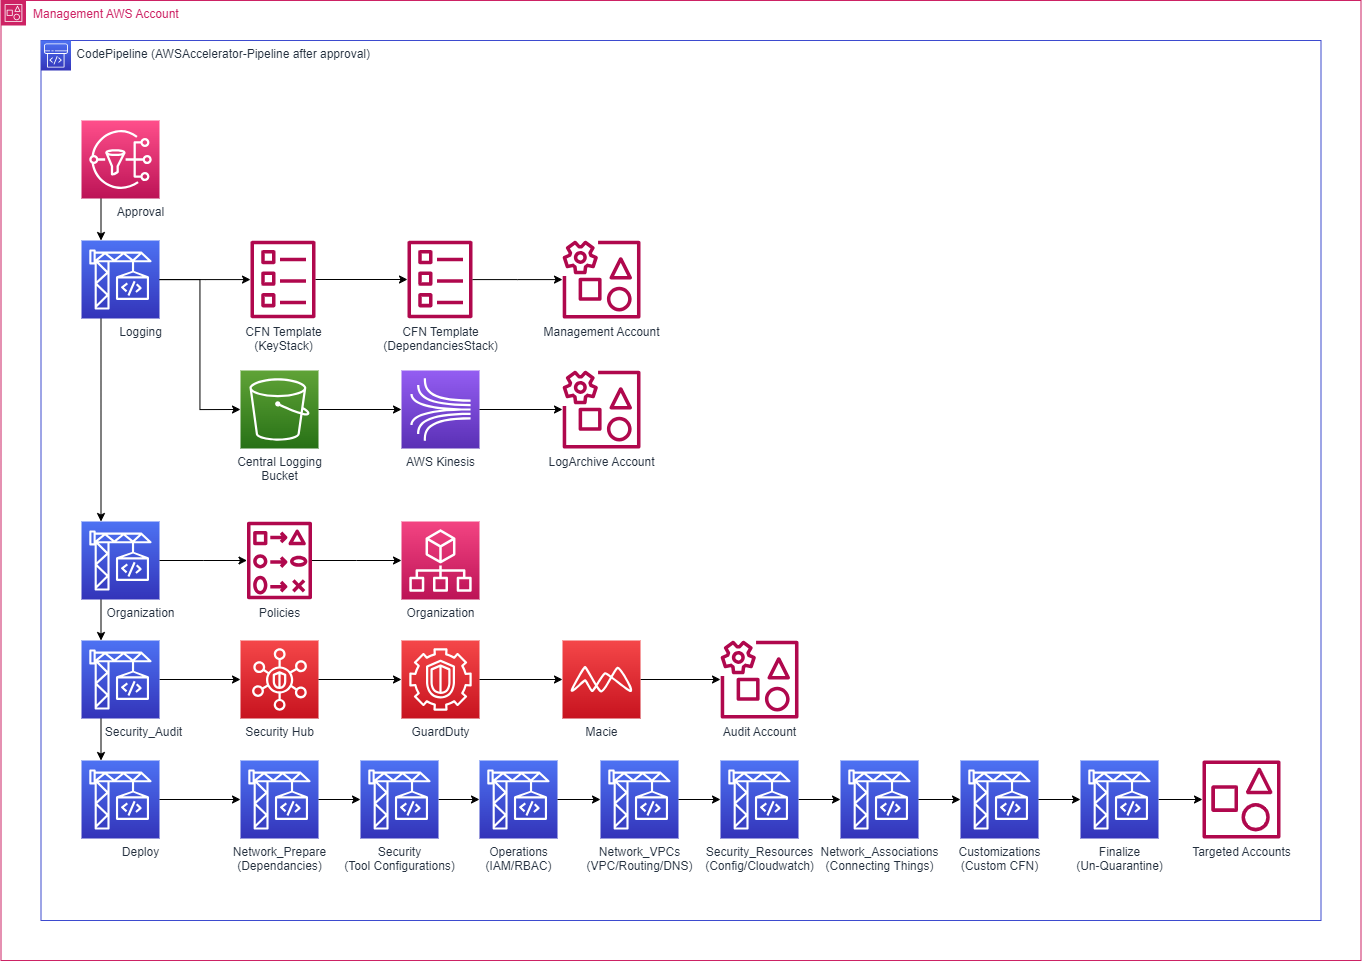 Management AWS Account
CodePipeline (AWSAccelerator-Pipeline after approval)
Approval
Logging
CFN Template
(KeyStack)
CFN Template
(DependanciesStack)
Management Account
Central Logging
Bucket
AWS Kinesis
LogArchive Account
Organization
Policies
Organization
Security_Audit
Security Hub
GuardDuty
Macie
Audit Account
Deploy
Network_Prepare
(Dependancies)
Security
(Tool Configurations)
Operations
(IAM/RBAC)
Network_VPCs
(VPC/Routing/DNS)
Security_Resources
(Config/Cloudwatch)
Network_Associations
(Connecting Things)
Customizations
(Custom CFN)
Finalize
(Un-Quarantine)
Targeted Accounts